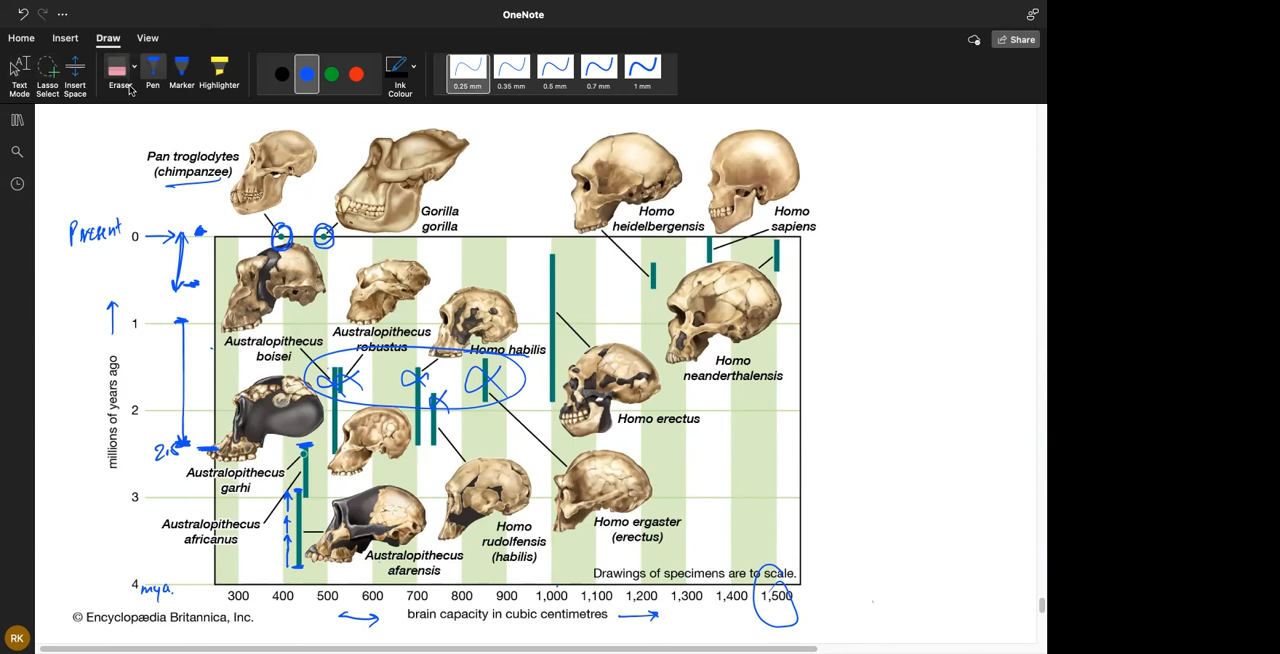 OneNote
Home Insert Draw View
Share
Text Mode
Lasso Select
Insert Space
Eraser
Pen
Marker
Highlighter
Ink Colour
0.25 mm
0.35 mm
0.5 mm
0.7 mm
1 mm
Pan troglodytes
(chimpanzee)
Gorilla
gorilla
Homo
heidelbergensis
Homo
sapiens
Present
0
Australopithecus
boisei
Australopithecus
robustus
Homo habilis
Homo
neanderthalensis
1
millions of years ago
2
Homo erectus
2.5
Australopithecus
garhi
3
Australopithecus
africanus
Australopithecus
afarensis
Homo
rudolfensis
(habilis)
Homo ergaster
(erectus)
Drawings of specimens are to scale.
4
mya.
300 400 500 600 700 800 900 1,000 1,100 1,200 1,300 1,400 1,500
brain capacity in cubic centimetres
© Encyclopædia Britannica, Inc.
RK